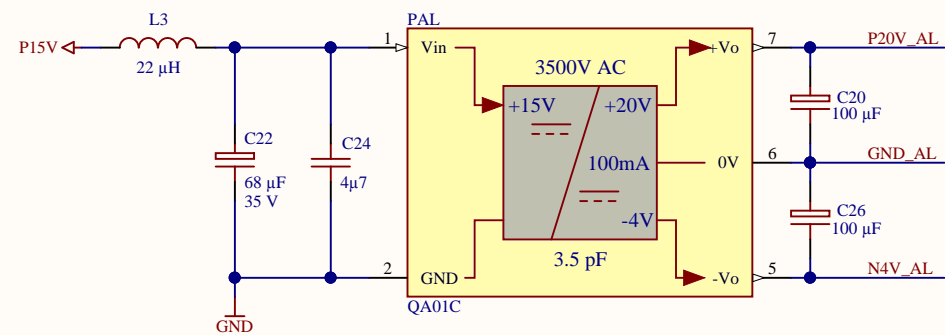 L3
P15V
22 µH
C22
68 µF
35 V
C24
4µ7
PAL
1
Vin
3500V AC
+15V
+20V
100mA
-4V
3.5 pF
2
GND
QA01C
GND
+Vo
7
P20V_AL
C20
100 µF
0V
6
GND_AL
C26
100 µF
-Vo
5
N4V_AL